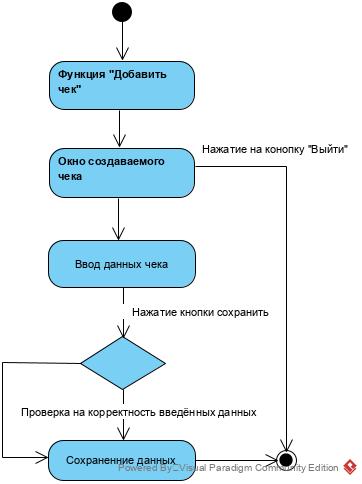 Функция "Добавить
чек"
Окно создаваемого
чека
Нажатие на конопку "Выйти"
Ввод данных чека
Нажатие кнопки сохранить
Проверка на корректность введённых данных
Сохраненние данных
Powered By Visual Paradigm Community Edition